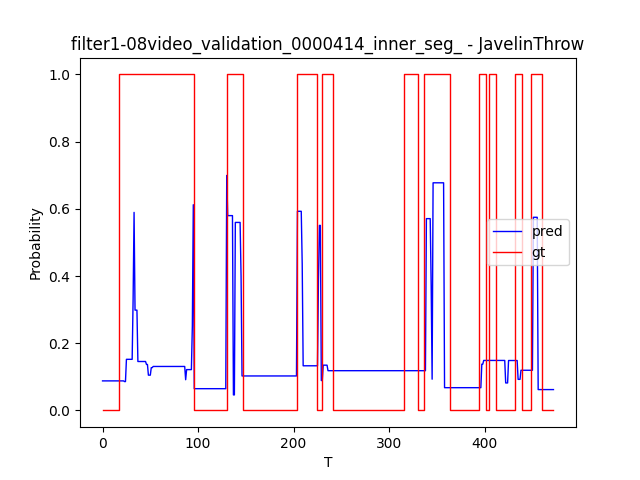 filter1-08video_validation_0000414_inner_seg_ - JavelinThrow
1.0
0.8
0.6
0.4
0.2
0.0
Probability
pred
gt
0 100 200 300 400
T